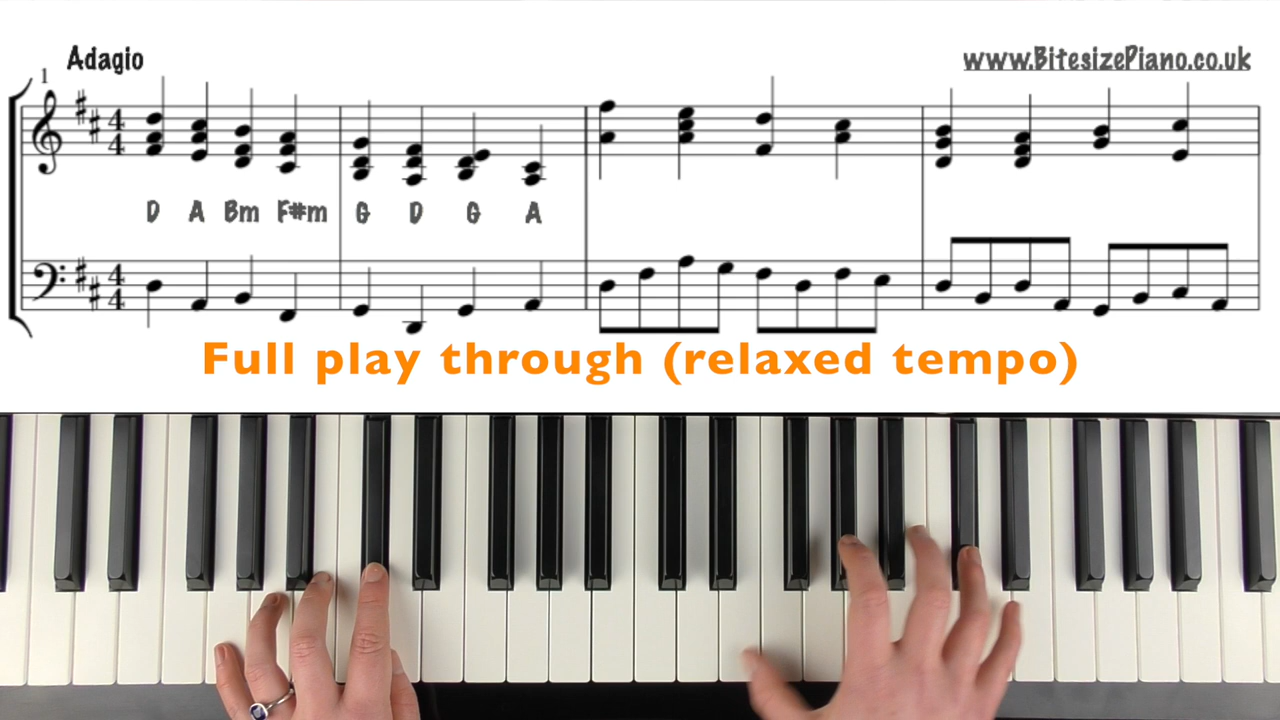 Adagio
www.BitesizePiano.co.uk
1
4 4
D A Bm F#m G D G A
4 4
Full play through (relaxed tempo)